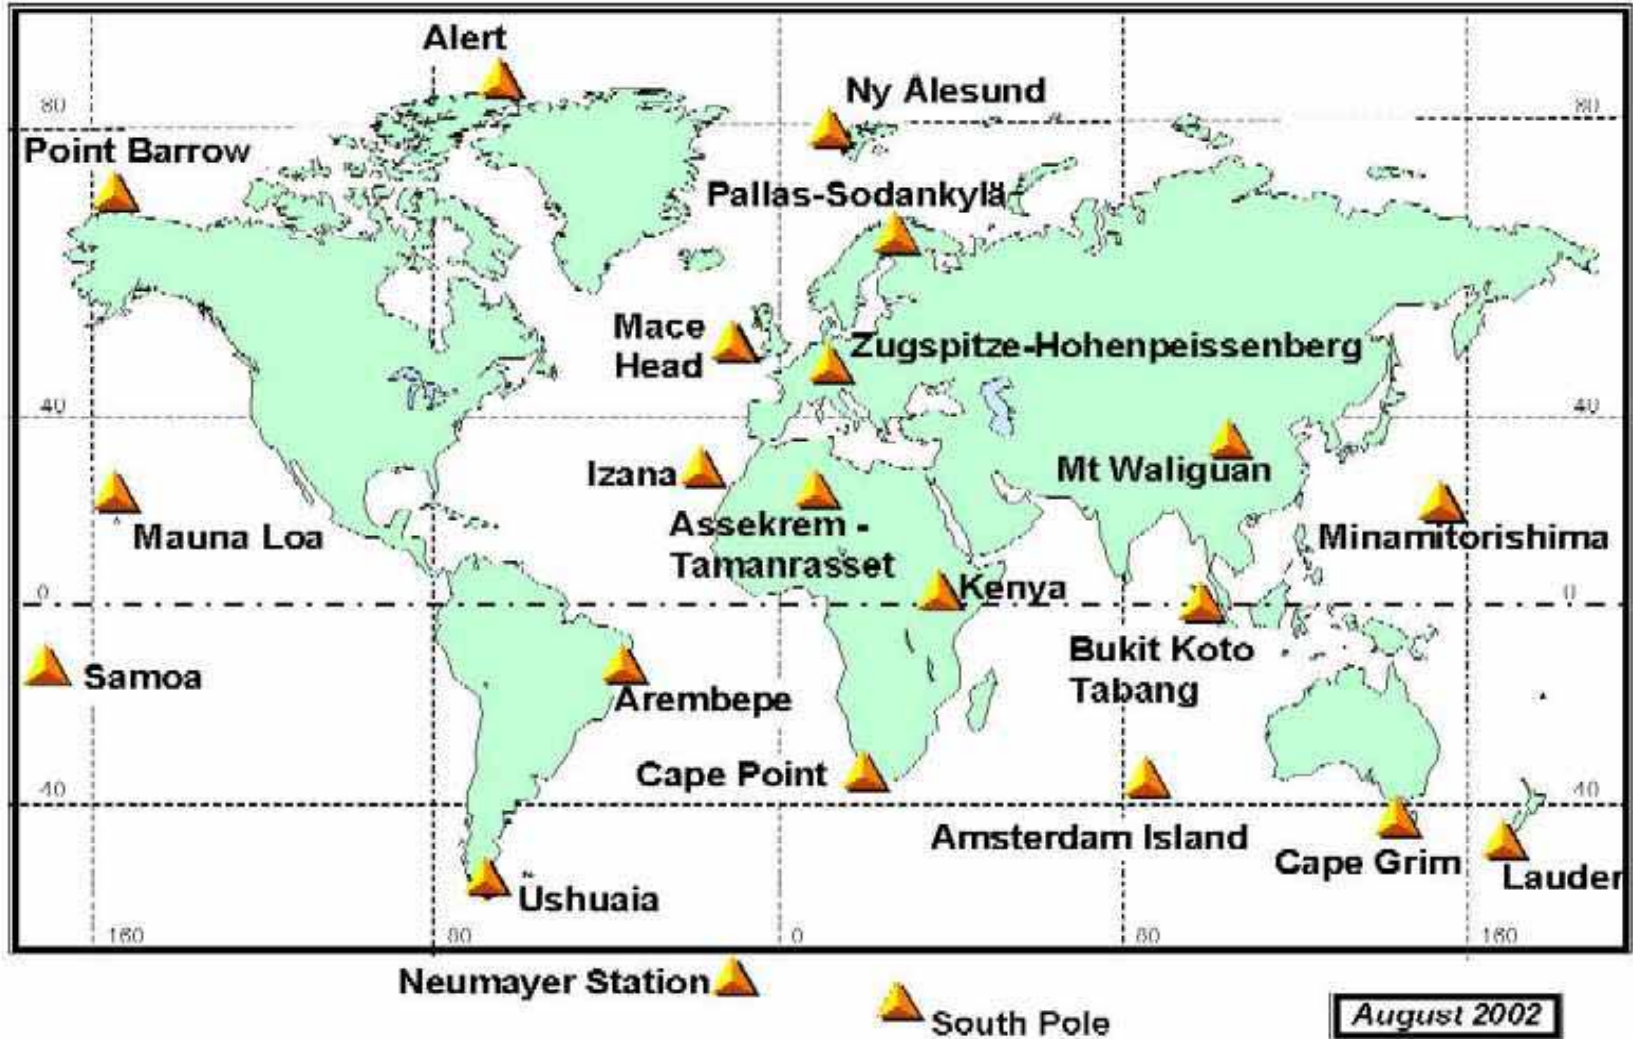 Alert
Ny Ålesund
80
80
Point Barrow
Pallas-Sodankylä
Mace
Head
Zugspitze-Hohenpeissenberg
40
40
Izana
Mt Waliguan
Mauna Loa
Assekrem -
Tamanrasset
Minamitorishima
Kenya
0
0
Samoa
Arembepe
Bukit Koto
Tabang
Cape Point
40
40
Amsterdam Island
Cape Grim
Lauder
Ushuaia
160
80
0
80
160
Neumayer Station
South Pole
August 2002